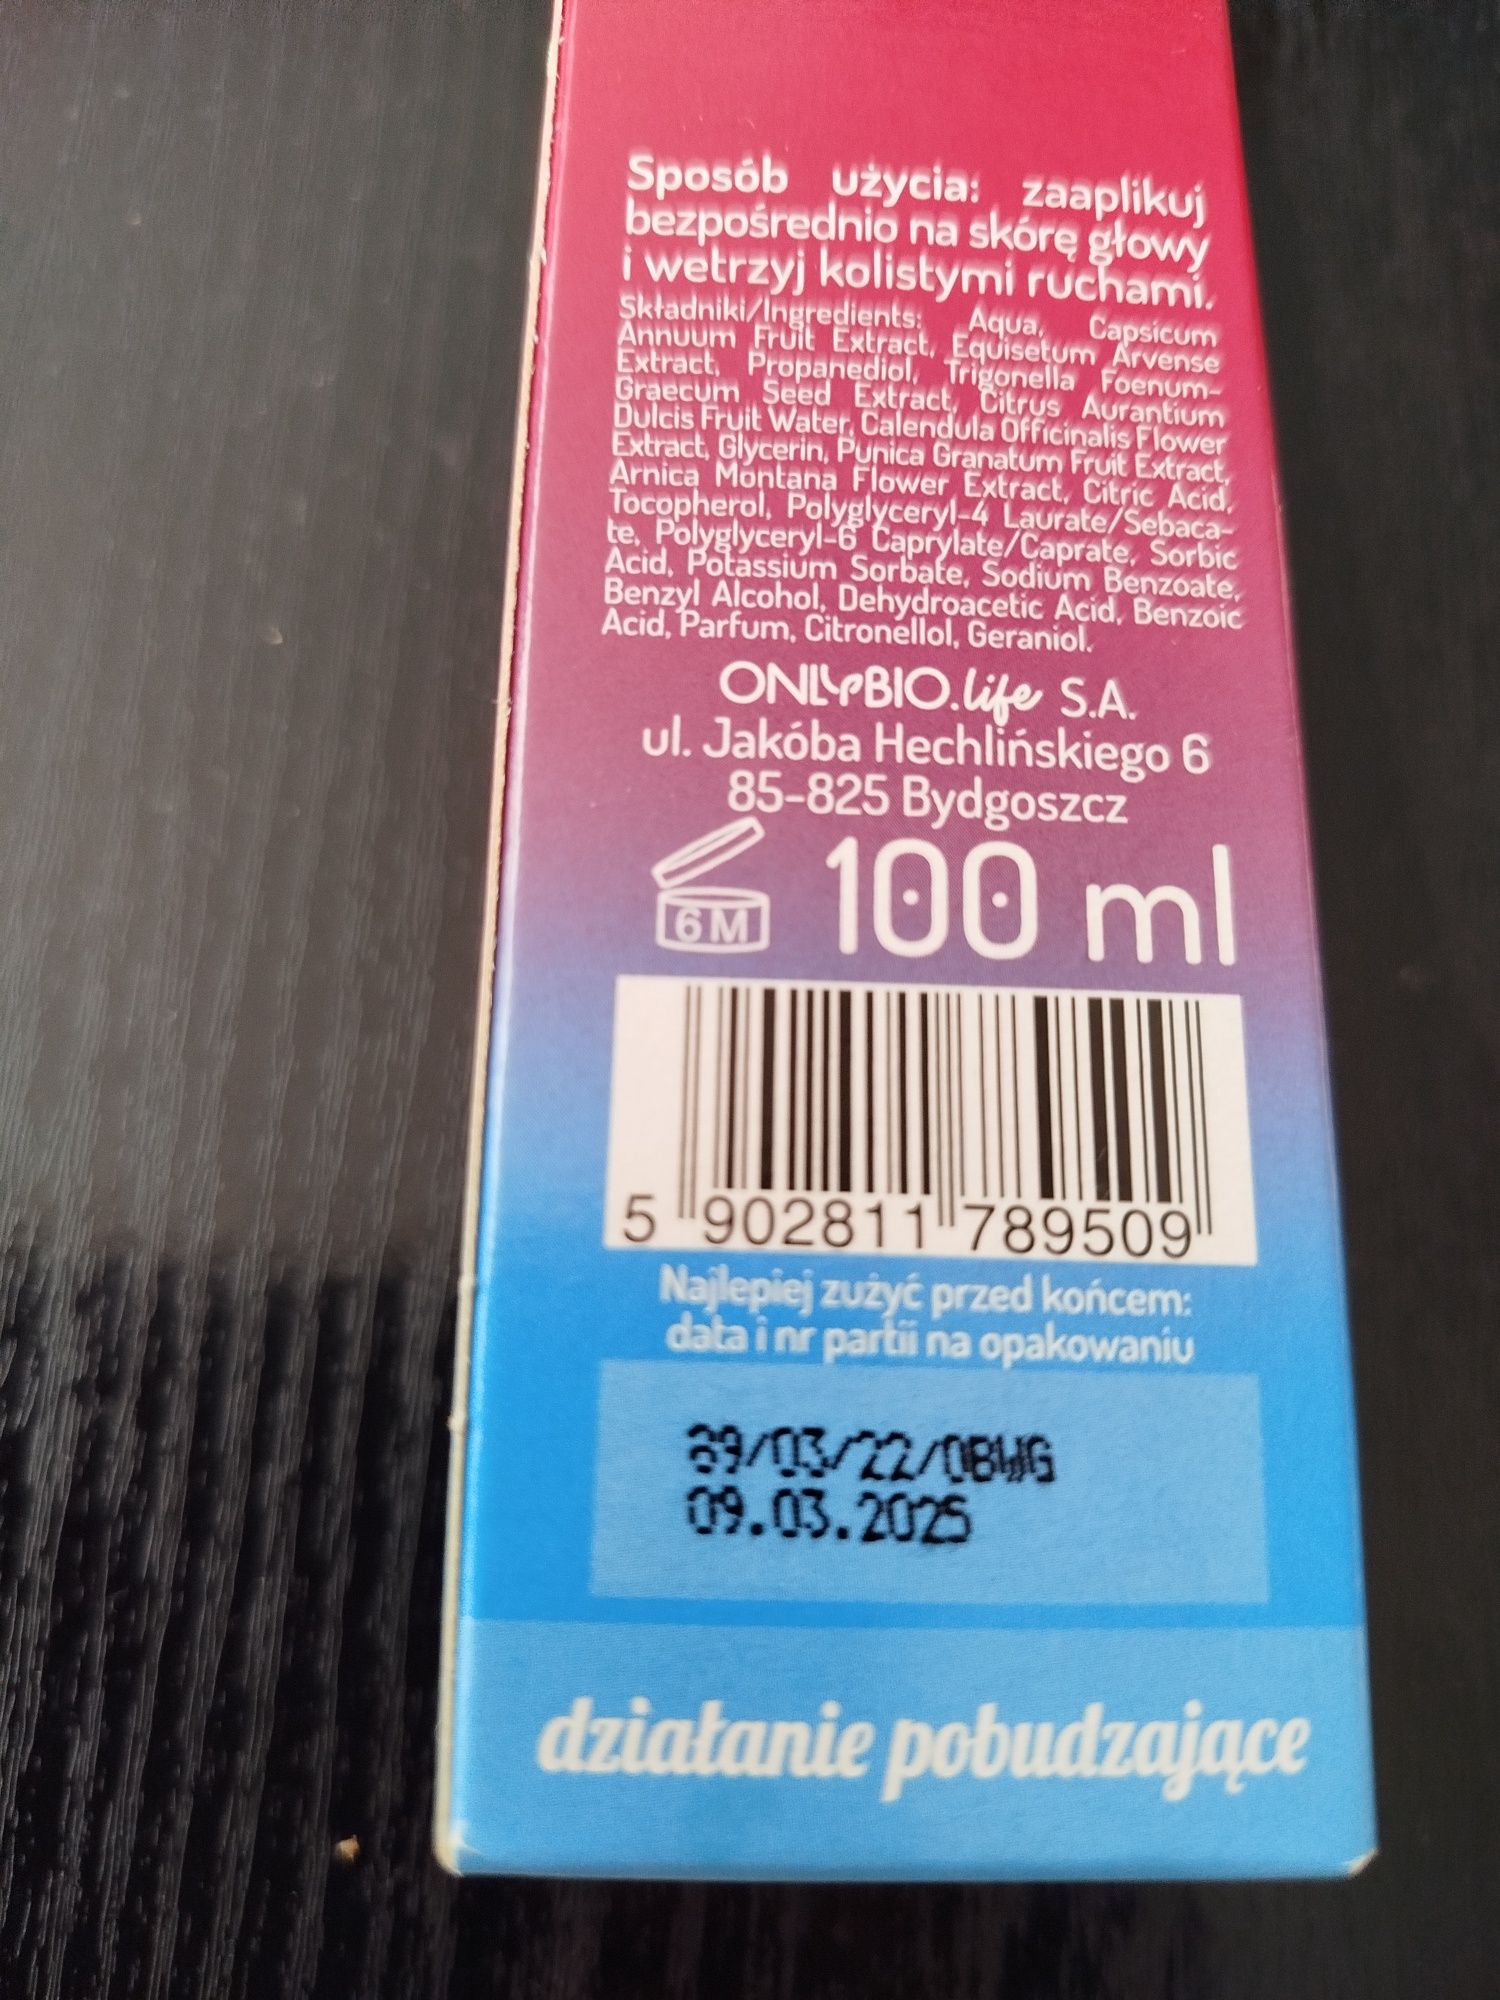 Sposób użycia: zaaplikuj
bezpośrednio na skórę głowy
i wetrzyj kolistymi ruchami.
Składniki/Ingredients: Aqua, Capsicum
Annuum Fruit Extract, Equisetum Arvense
Extract, Propanediol, Trigonella Foenum-
Graecum Seed Extract, Citrus Aurantium
Dulcis Fruit Water, Calendula Officinalis Flower
Extract, Glycerin, Punica Granatum Fruit Extract,
Arnica Montana Flower Extract, Citric Acid,
Tocopherol, Polyglyceryl-4 Laurate/Sebaca-
te, Polyglyceryl-6 Caprylate/Caprate, Sorbic
Acid, Potassium Sorbate, Sodium Benzoate,
Benzyl Alcohol, Dehydroacetic Acid, Benzoic
Acid, Parfum, Citronellol, Geraniol.
ONLYBIO.life S.A.
ul. Jakóba Hechlińskiego 6
85-825 Bydgoszcz
6M 100 ml
5 902811 789509
Najlepiej zużyć przed końcem:
data i nr partii na opakowaniu
09.03.2025
działanie pobudzające